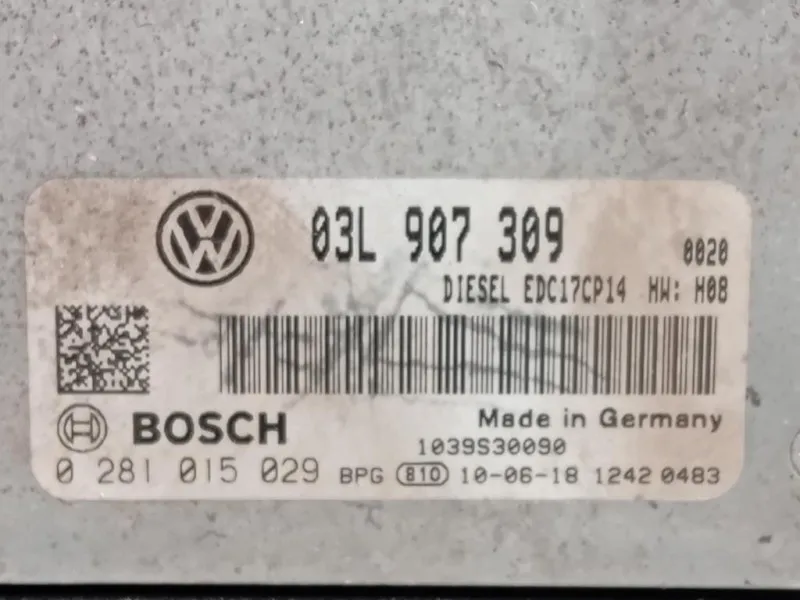 03L 907 309 0020
DIESEL EDC17CP14 HW: H08
BOSCH Made in Germany
1039S30090
0 281 015 029 BPG 810 10-06-18 1242 0483